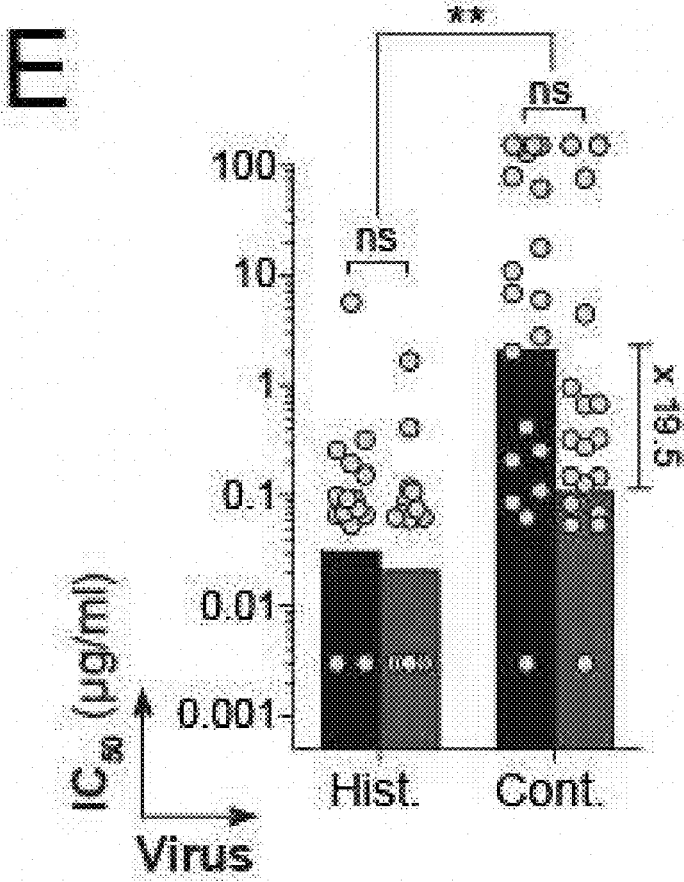 E
**
ns
ns
100
10
1
0.1
0.01
0.001
x 19.5
IC50 (µg/ml)
Hist. Cont.
Virus